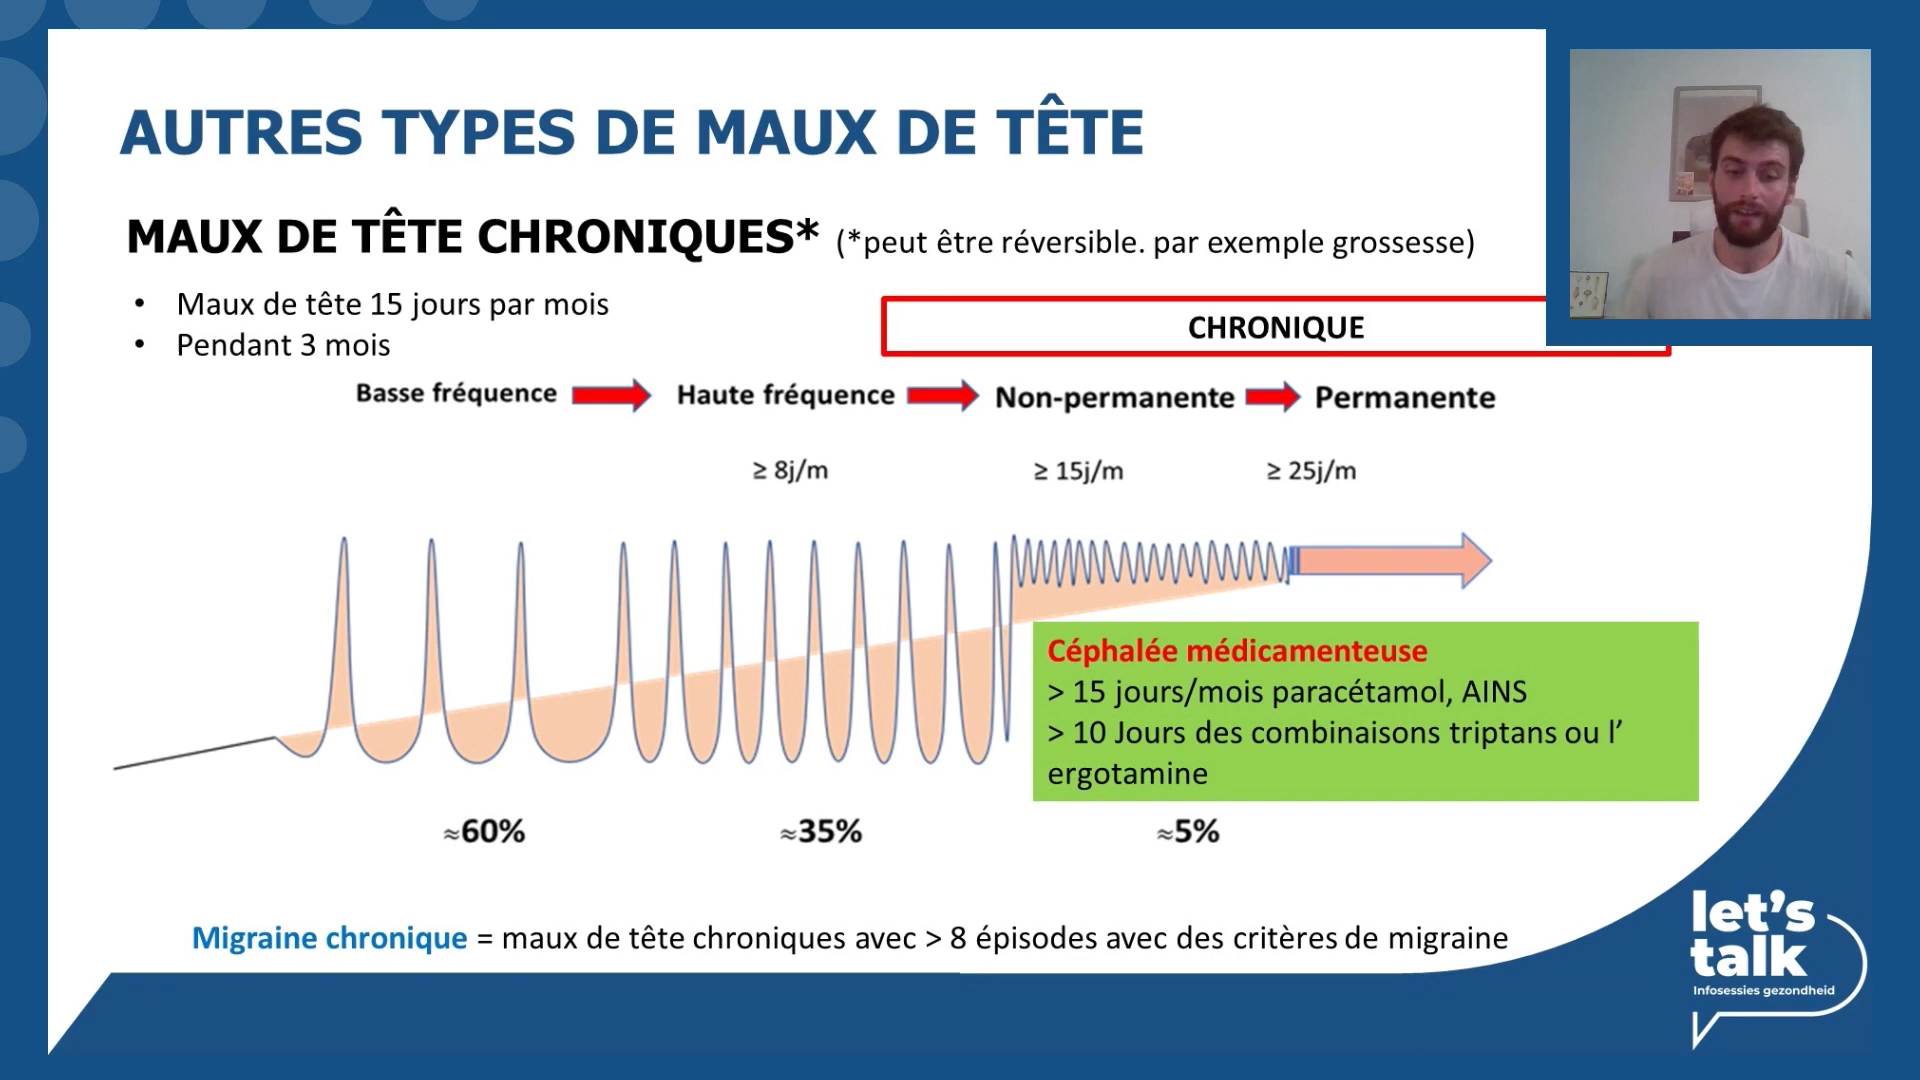 AUTRES TYPES DE MAUX DE TÊTE
MAUX DE TÊTE CHRONIQUES* (*peut être réversible. par exemple grossesse)
• Maux de tête 15 jours par mois
• Pendant 3 mois
CHRONIQUE
Basse fréquence Haute fréquence Non-permanente Permanente
≥ 8j/m ≥ 15j/m ≥ 25j/m
Céphalée médicamenteuse
> 15 jours/mois paracétamol, AINS
> 10 Jours des combinaisons triptans ou l’
ergotamine
≈60% ≈35% ≈5%
Migraine chronique = maux de tête chroniques avec > 8 épisodes avec des critères de migraine
let's
talk
Infosessies gezondheid